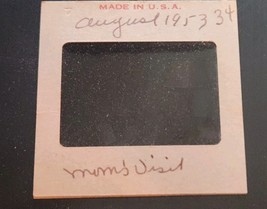 MADE IN U.S.A.
august 1953 34
mom's Visit